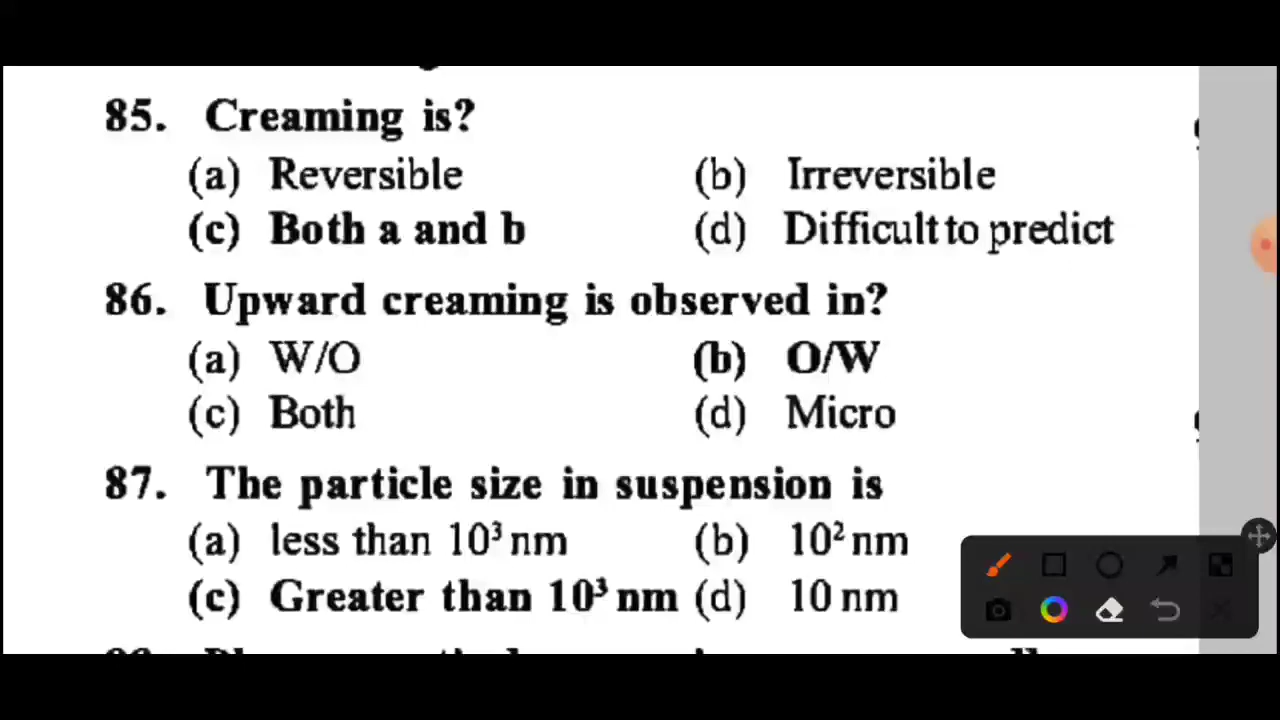 85. Creaming is?
(a) Reversible (b) Irreversible
(c) Both a and b (d) Difficult to predict
86. Upward creaming is observed in?
(a) W/O (b) O/W
(c) Both (d) Micro
87. The particle size in suspension is
(a) less than 10³ nm (b) 10² nm
(c) Greater than 10³ nm (d) 10 nm